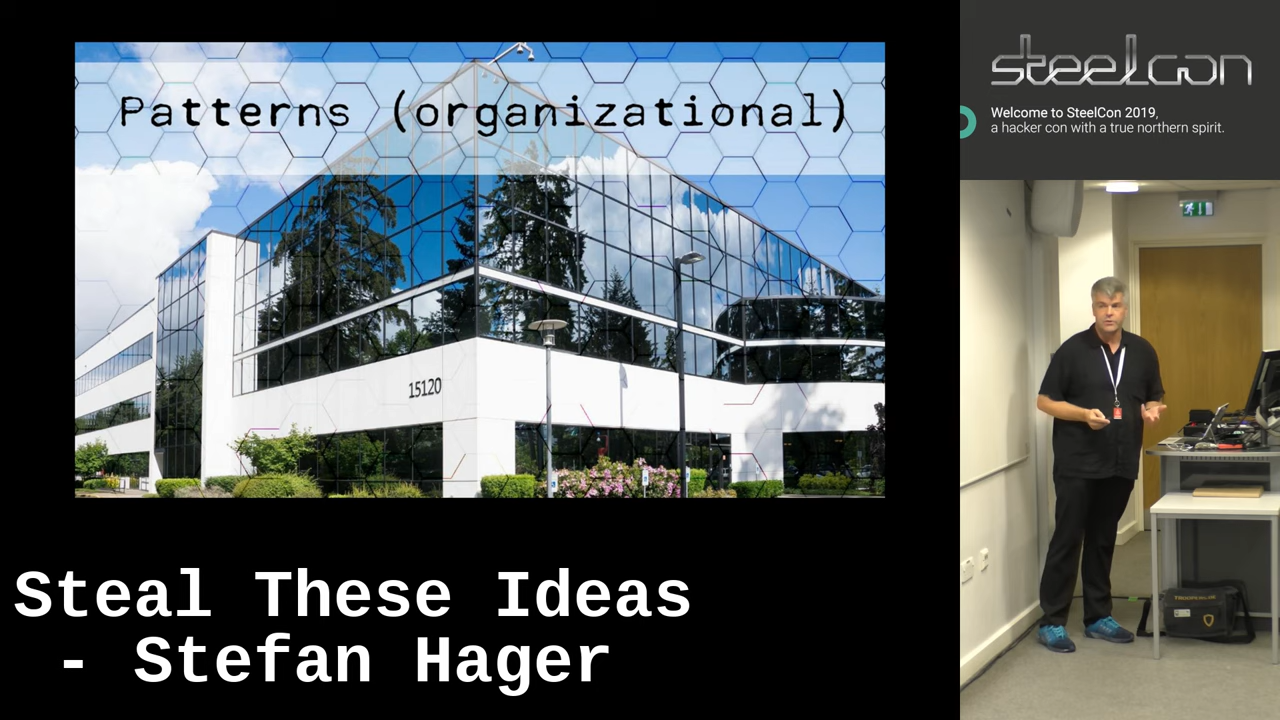 Patterns (organizational)
15120
Steal These Ideas
- Stefan Hager
steelcon
Welcome to SteelCon 2019,
a hacker con with a true northern spirit.
TROOPERS